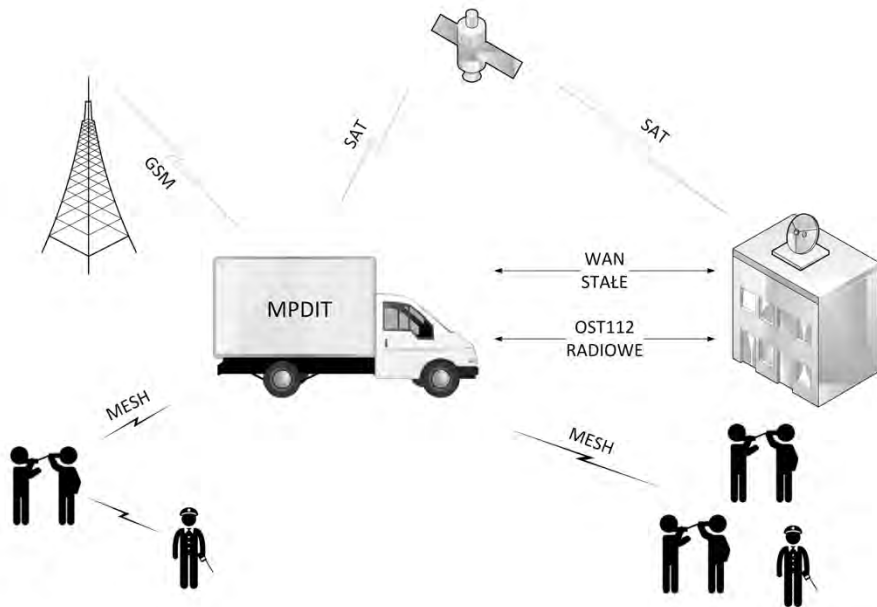 SAT
SAT
GSM
WAN
STAŁE
MPDIT
OST112
RADIOWE
MESH
MESH